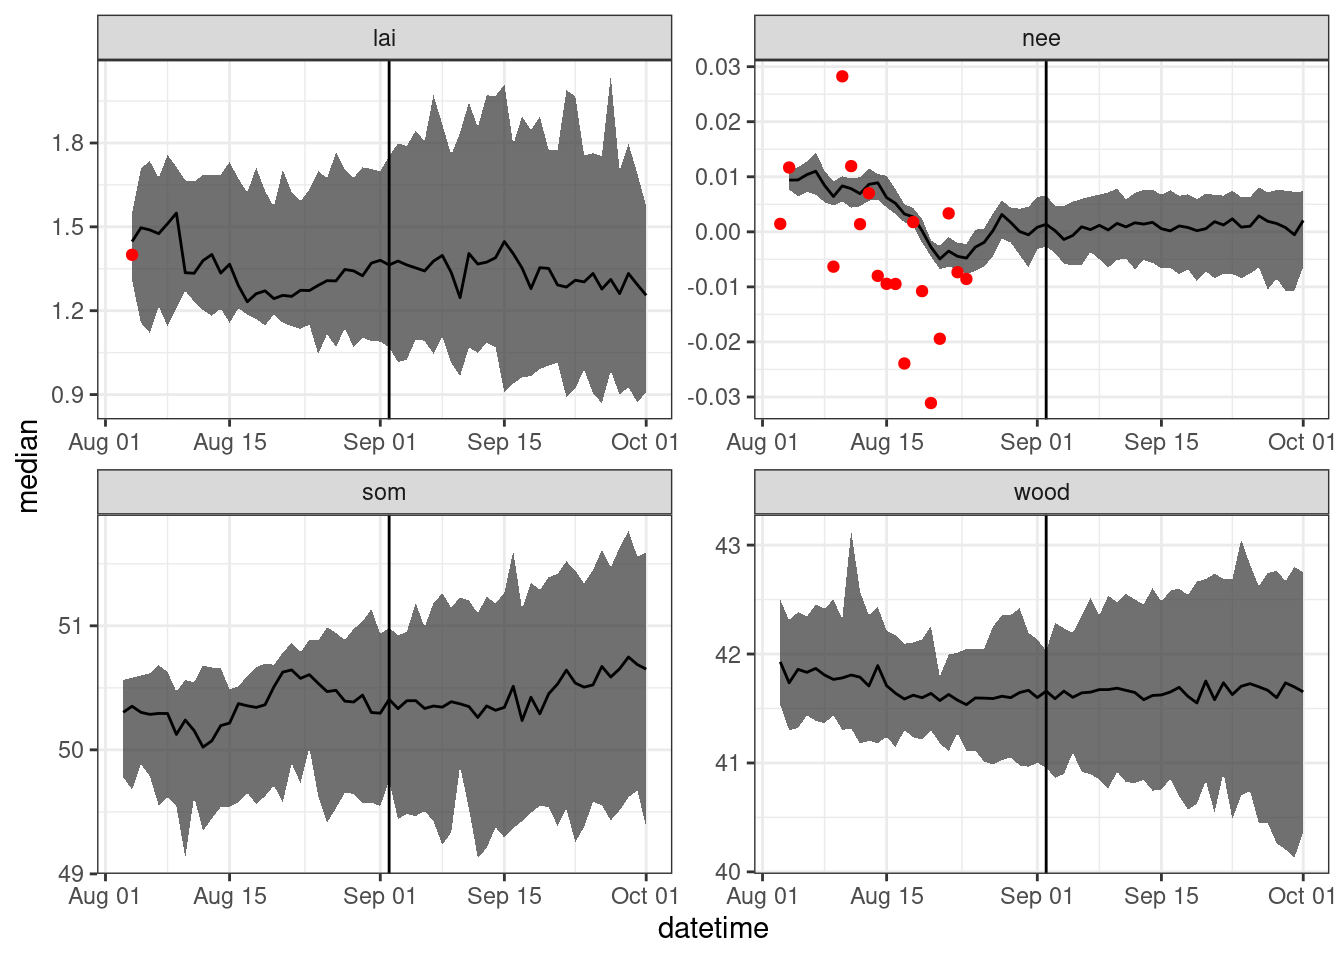 lai
nee
1.8
1.5
1.2
0.9
0.03
0.02
0.01
0.00
-0.01
-0.02
-0.03
Aug 01 Aug 15 Sep 01 Sep 15 Oct 01
Aug 01 Aug 15 Sep 01 Sep 15 Oct 01
median
som
wood
51
50
49
43
42
41
40
Aug 01 Aug 15 Sep 01 Sep 15 Oct 01
Aug 01 Aug 15 Sep 01 Sep 15 Oct 01
datetime